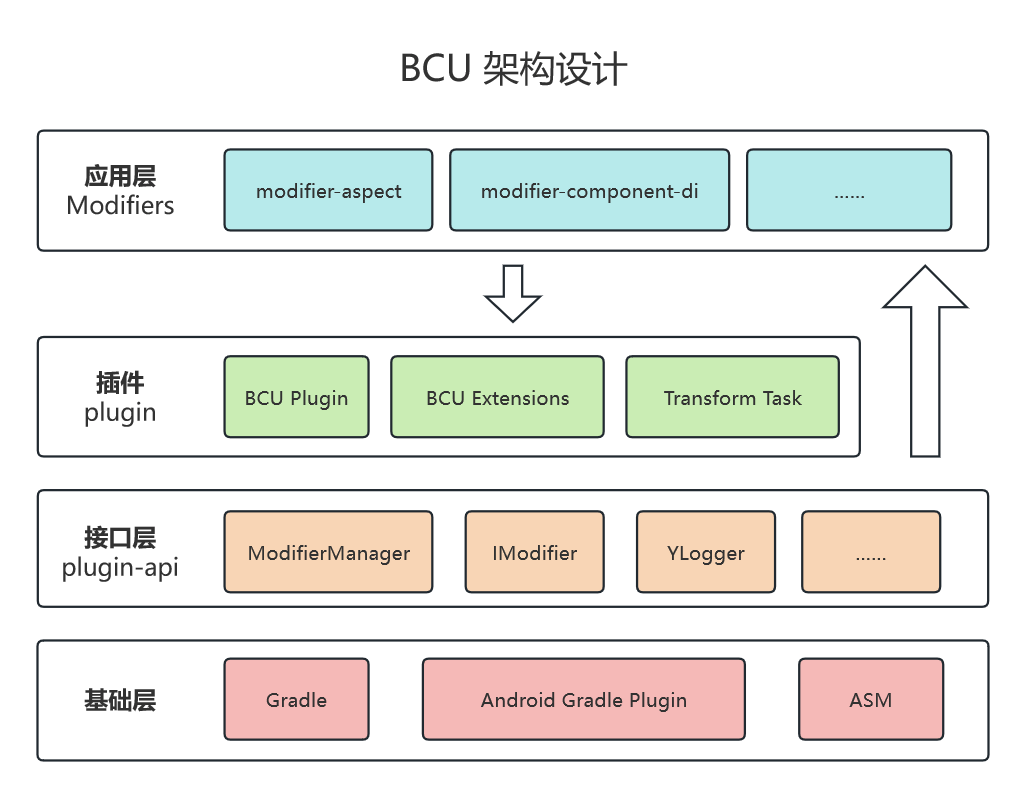 BCU 架构设计
应用层
Modifiers
modifier-aspect
modifier-component-di
......
插件
plugin
BCU Plugin
BCU Extensions
Transform Task
接口层
plugin-api
ModifierManager
IModifier
YLogger
......
基础层
Gradle
Android Gradle Plugin
ASM